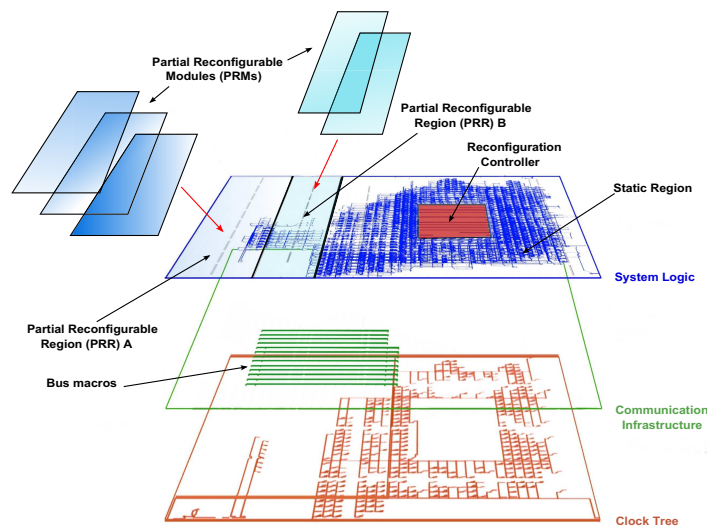 Partial Reconfigurable
Modules (PRMs)
Partial Reconfigurable
Region (PRR) B
Reconfiguration
Controller
Static Region
System Logic
Partial Reconfigurable
Region (PRR) A
Bus macros
Communication
Infrastructure
Clock Tree